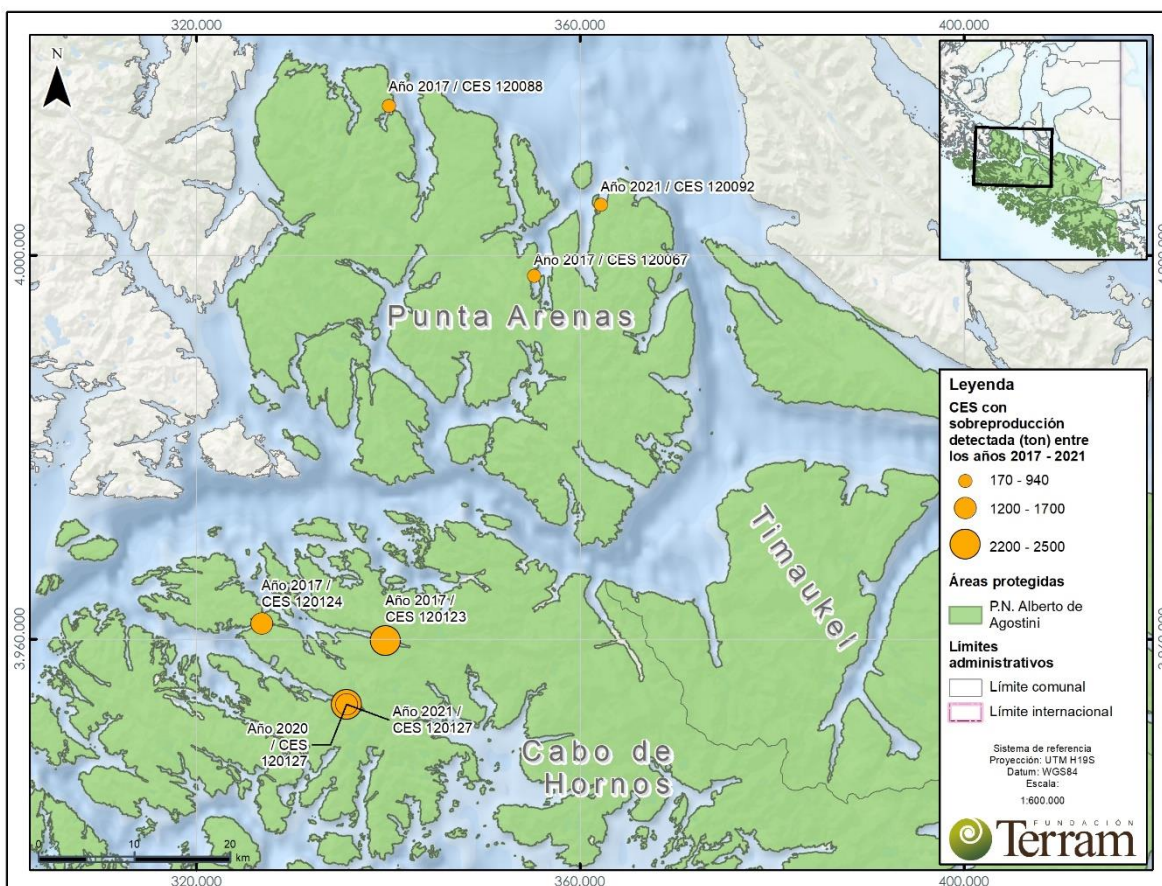 320.000
360.000
400.000
N
Año 2017 / CES 120088
Año 2021 / CES 120092
4.000.000
Año 2017 / CES 120067
Punta Arenas
Timaukel
Año 2017 /
CES 120124
Año 2017 /
CES 120123
3.960.000
Año 2020
/ CES
120127
Año 2021 /
CES 120127
Cabo de
Hornos
0 10 20
km
320.000
360.000
400.000
Leyenda
CES con
sobreproducción
detectada (ton) entre
los años 2017 - 2021
170 - 940
1200 - 1700
2200 - 2500
Áreas protegidas
P.N. Alberto de
Agostini
Límites
administrativos
Límite comunal
Límite internacional
Sistema de referencia
Proyección: UTM H19S
Datum: WGS84
Escala:
1:600.000
FUNDACIÓN
Terram